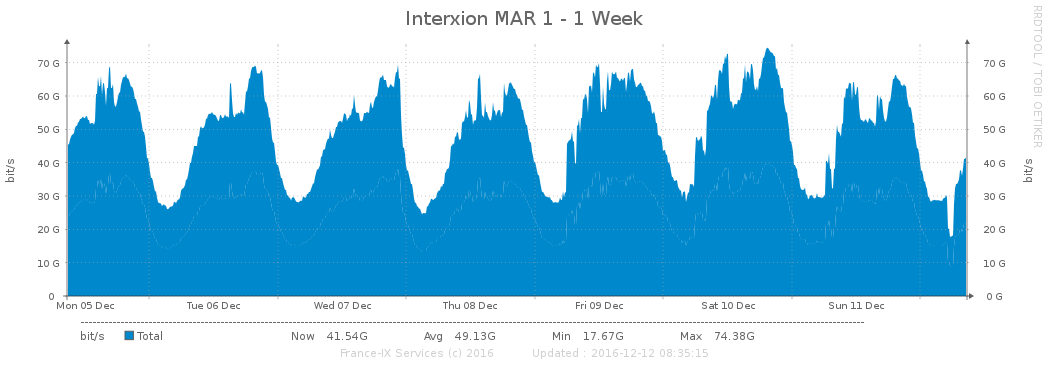 Interxion MAR 1 - 1 Week
RRDTOOL / TOBI OETIKER
bit/s
70 G 70 G
60 G 60 G
50 G 50 G
40 G 40 G
30 G 30 G
20 G 20 G
10 G 10 G
0 0 G
bit/s
Mon 05 Dec Tue 06 Dec Wed 07 Dec Thu 08 Dec Fri 09 Dec Sat 10 Dec Sun 11 Dec
bit/s Total Now 41.54G Avg 49.13G Min 17.67G Max 74.38G
France-IX Services (c) 2016 Updated : 2016-12-12 08:35:15